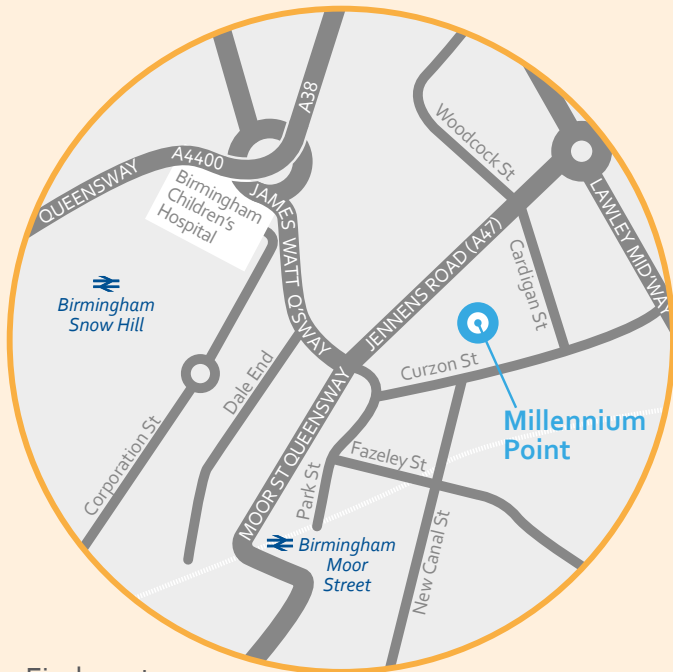 A38
Woodcock St
A4400
QUEENSWAY
Birmingham
Children's
Hospital
JAMES WATT Q'SWAY
LAWLEY MID'WAY
JENNENS ROAD (A47)
Cardigan St
Birmingham
Snow Hill
Curzon St
Dale End
Millennium
Point
MOOR ST QUEENSWAY
Corporation St
Fazeley St
Park St
New Canal St
Birmingham
Moor
Street